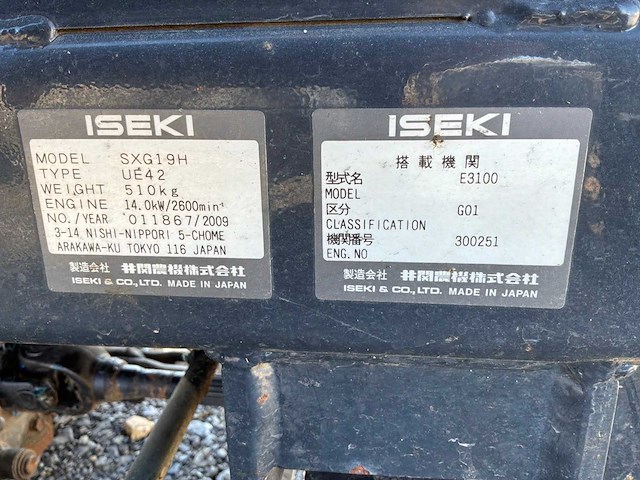 ISEKI
MODEL SXG19H
TYPE UE42
WEIGHT 510kg
ENGINE 14.0kW/2600min⁻¹
NO./YEAR 011867/2009
3-14, NISHI-NIPPORI 5-CHOME
ARAKAWA-KU TOKYO 116 JAPAN
製造会社 井関農機株式会社
ISEKI & CO.,LTD. MADE IN JAPAN
ISEKI
搭載機関
型式名 E3100
MODEL
区分 G01
CLASSIFICATION
機関番号 300251
ENG.NO
製造会社 井関農機株式会社
ISEKI & CO.,LTD. MADE IN JAPAN